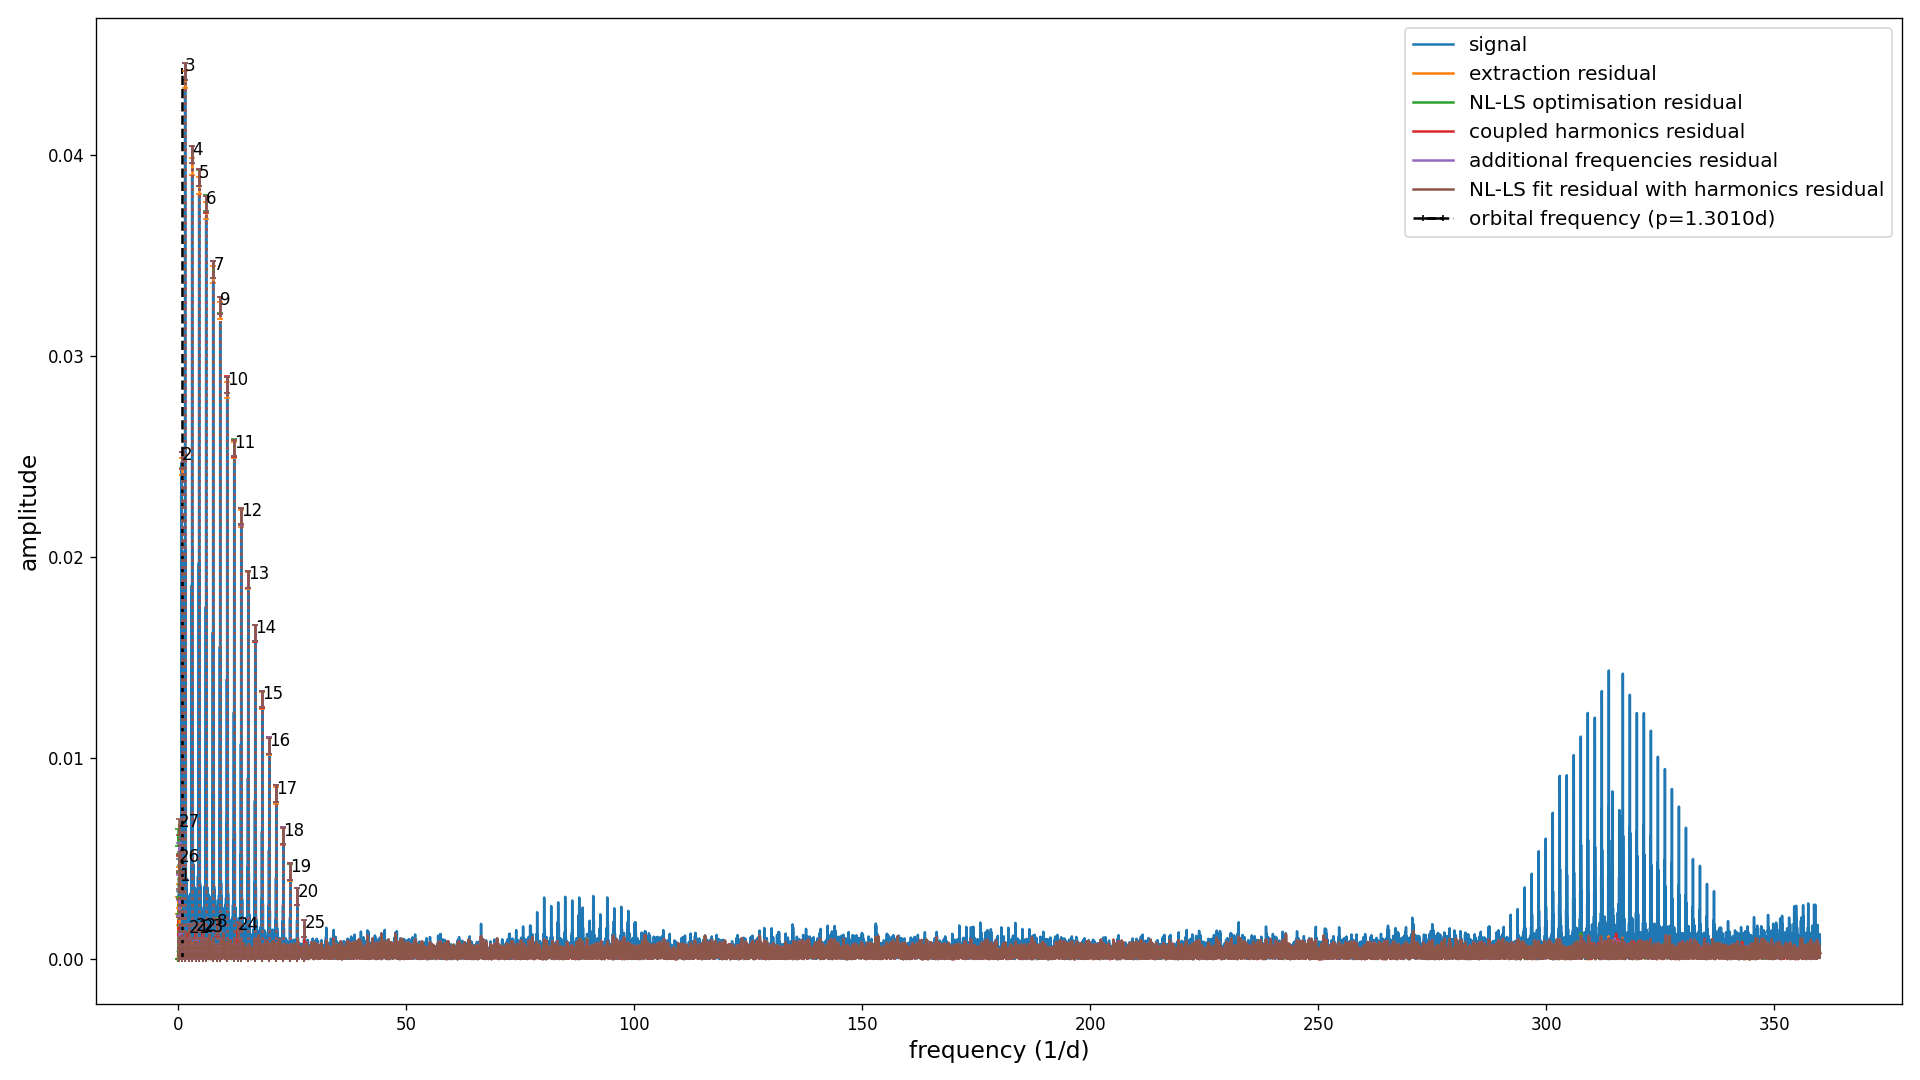 signal
extraction residual
NL-LS optimisation residual
coupled harmonics residual
additional frequencies residual
NL-LS fit residual with harmonics residual
orbital frequency (p=1.3010d)
3
4
5
6
7
9
10
11
2
12
13
14
15
16
17
27
18
26
19
1
20
8
24
25
0.04
0.03
0.02
0.01
0.00
amplitude
0 50 100 150 200 250 300 350
frequency (1/d)